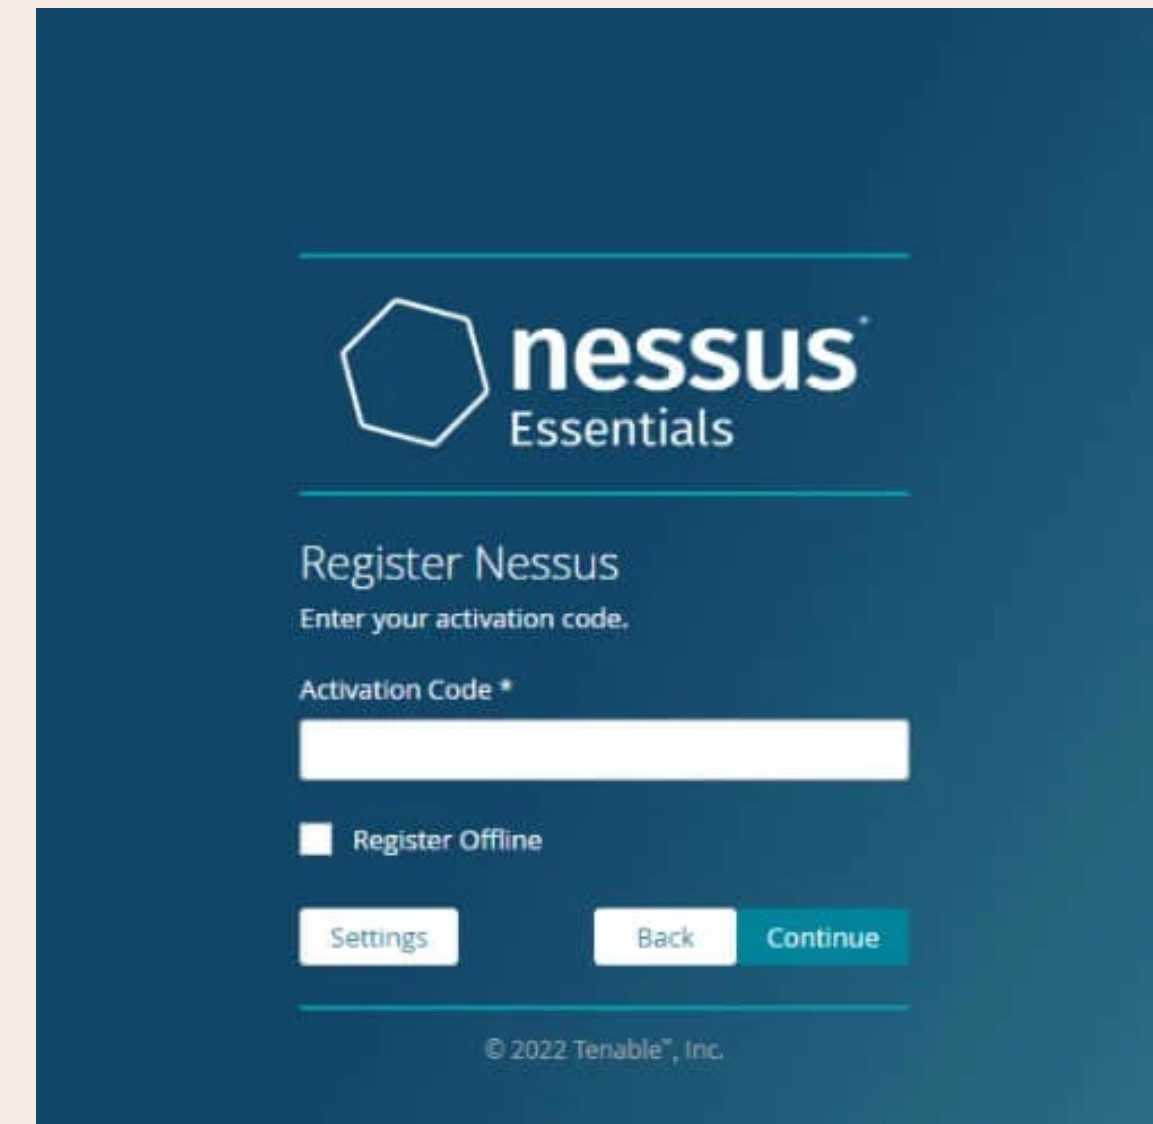 nessus
Essentials
Register Nessus
Enter your activation code.
Activation Code *
Register Offline
Settings
Back Continue
© 2022 Tenable™, Inc.